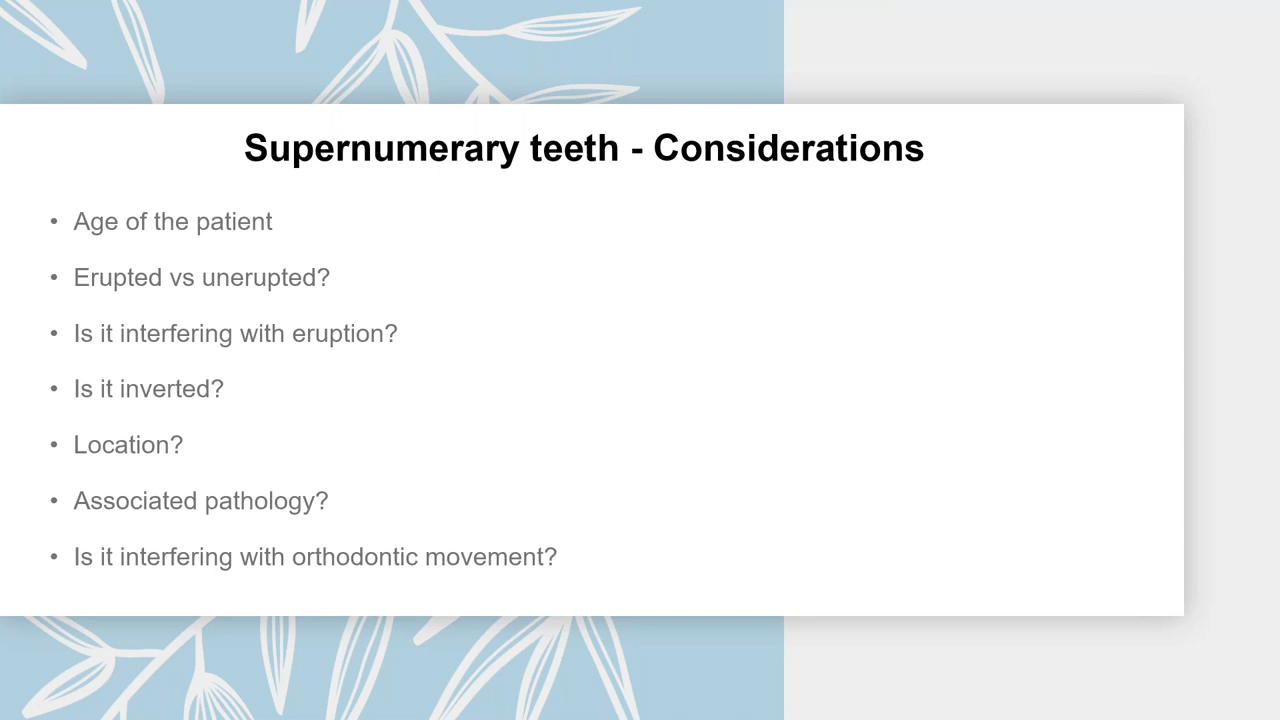 Supernumerary teeth - Considerations
• Age of the patient
• Erupted vs unerupted?
• Is it interfering with eruption?
• Is it inverted?
• Location?
• Associated pathology?
• Is it interfering with orthodontic movement?